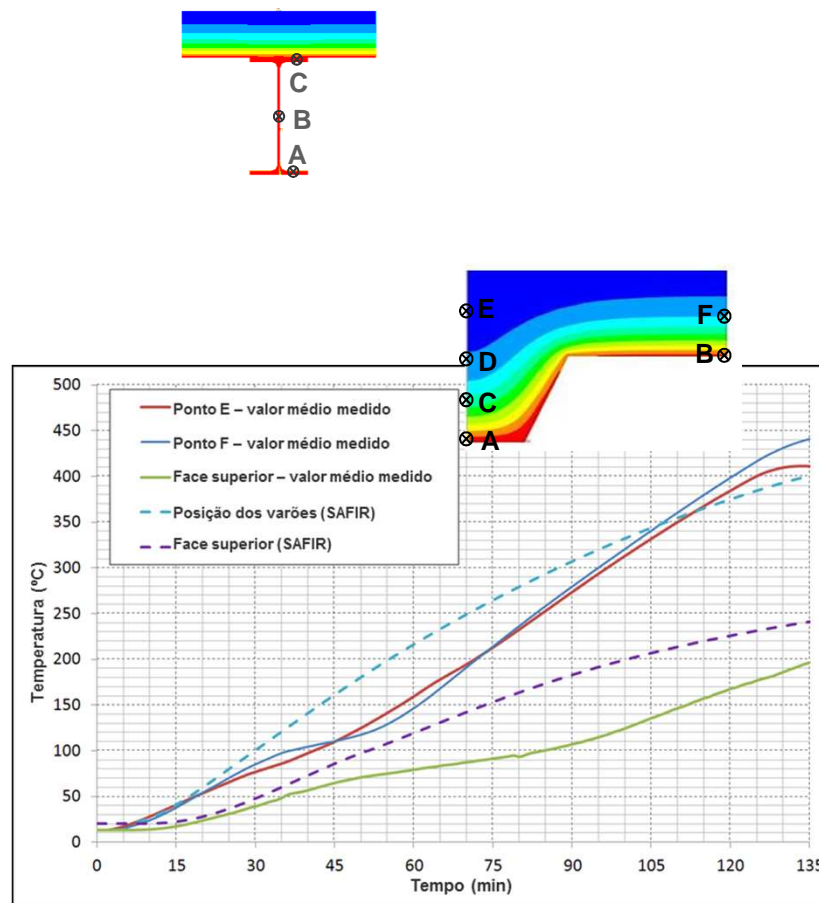 C
B
A
E
F
D
B
C
A
500
450
400
350
300
250
200
150
100
50
0
Temperatura (ºC)
Ponto E – valor médio medido
Ponto F – valor médio medido
Face superior – valor médio medido
Posição dos varões (SAFIR)
Face superior (SAFIR)
0 15 30 45 60 75 90 105 120 135
Tempo (min)